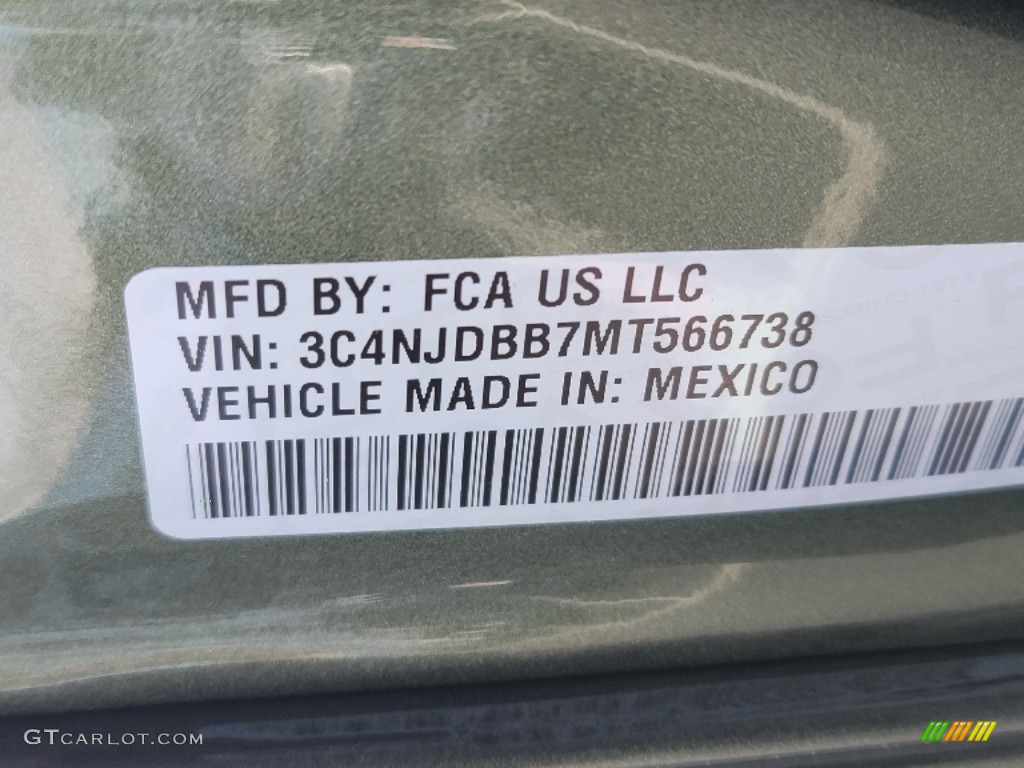 MFD BY: FCA US LLC
VIN: 3C4NJDBB7MT566738
VEHICLE MADE IN: MEXICO
GTCARLOT.COM